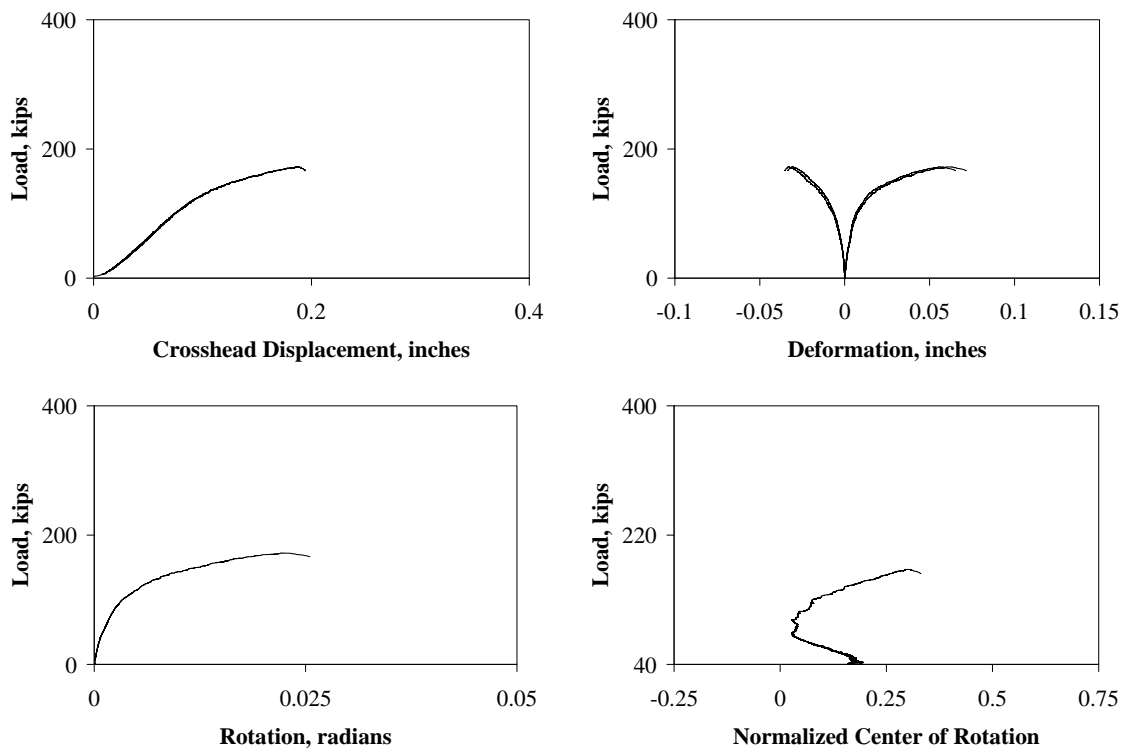 400
200
0
Load, kips
0 0.2 0.4
Crosshead Displacement, inches
400
200
0
Load, kips
-0.1 -0.05 0 0.05 0.1 0.15
Deformation, inches
400
200
0
Load, kips
0 0.025 0.05
Rotation, radians
400
220
40
Load, kips
-0.25 0 0.25 0.5 0.75
Normalized Center of Rotation